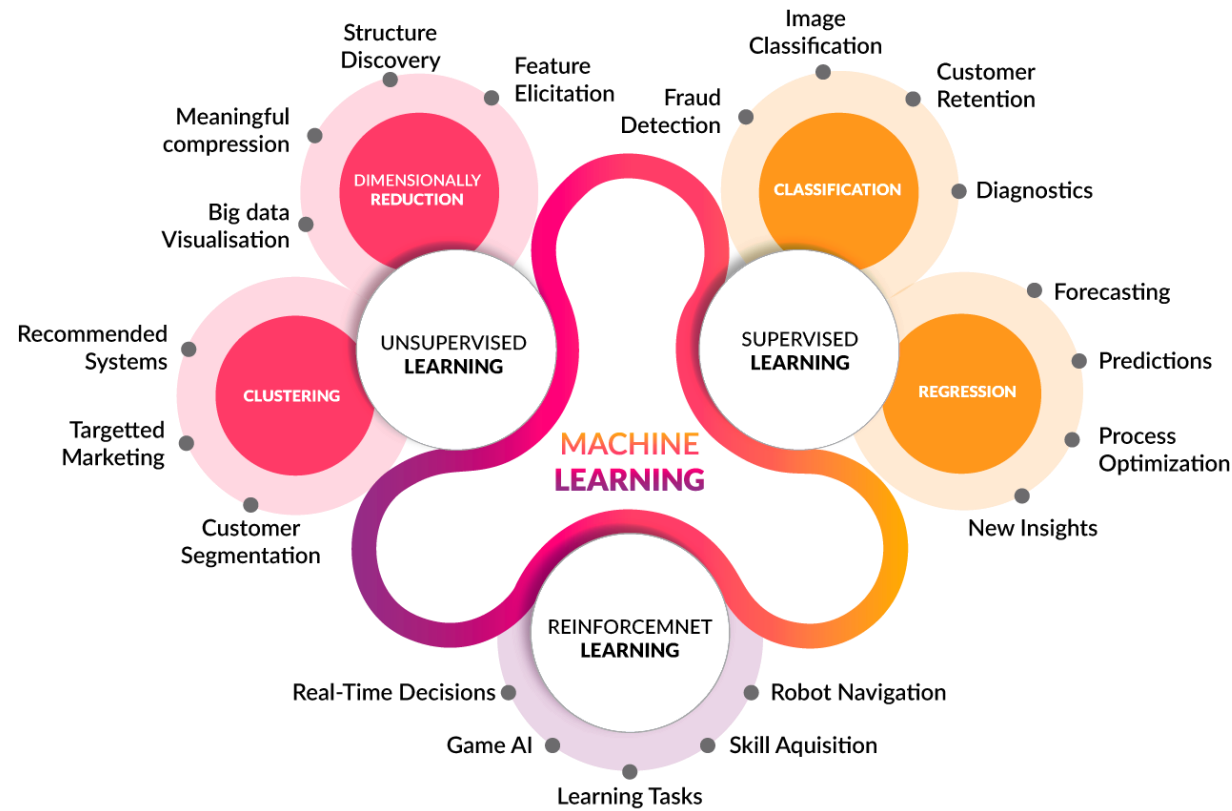 Structure
Discovery
Feature
Elicitation
Meaningful
compression
Big data
Visualisation
DIMENSIONALLY
REDUCTION
Recommended
Systems
Targetted
Marketing
Customer
Segmentation
CLUSTERING
UNSUPERVISED
LEARNING
Image
Classification
Customer
Retention
Fraud
Detection
Diagnostics
CLASSIFICATION
Forecasting
Predictions
Process
Optimization
New Insights
REGRESSION
SUPERVISED
LEARNING
MACHINE
LEARNING
REINFORCEMNET
LEARNING
Real-Time Decisions
Game AI
Learning Tasks
Skill Aquisition
Robot Navigation